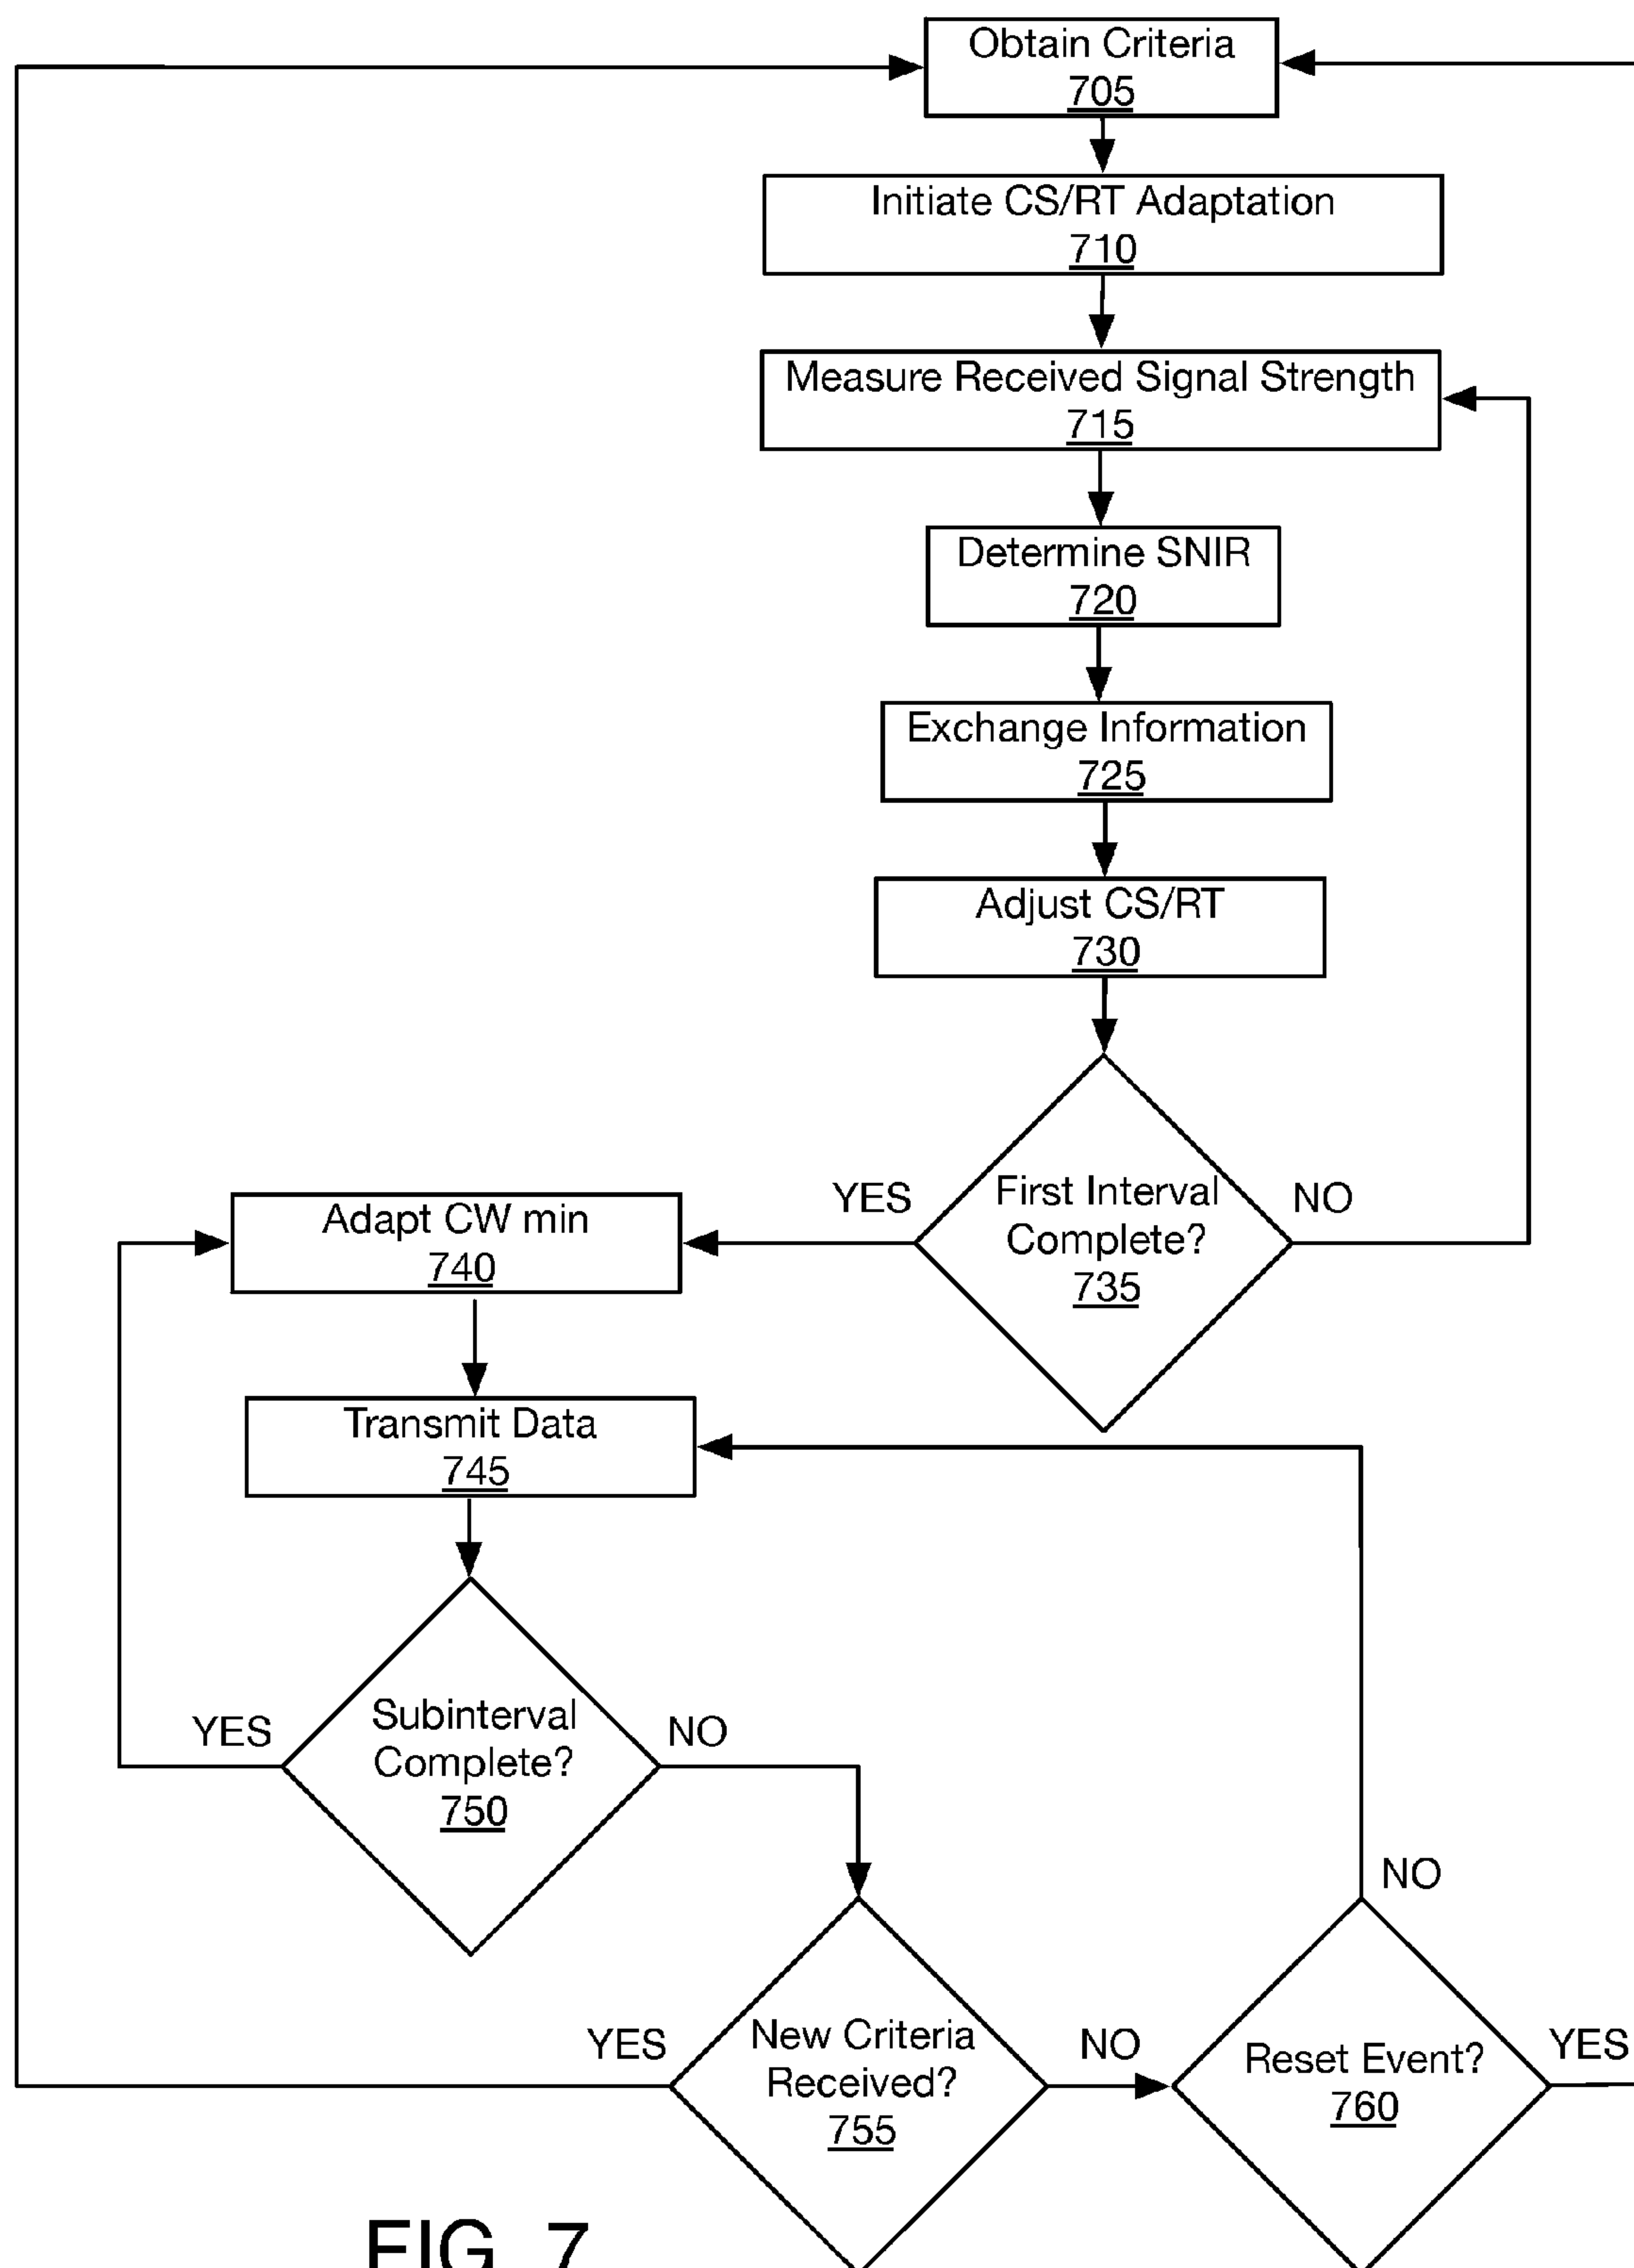 Obtain Criteria
705
Initiate CS/RT Adaptation
710
Measure Received Signal Strength
715
Determine SNIR
720
Exchange Information
725
Adjust CS/RT
730
First Interval
Complete?
735
YES
NO
Adapt CW min
740
Transmit Data
745
Subinterval
Complete?
750
YES
NO
New Criteria
Received?
755
YES
NO
Reset Event?
760
NO
YES
FIG. 7